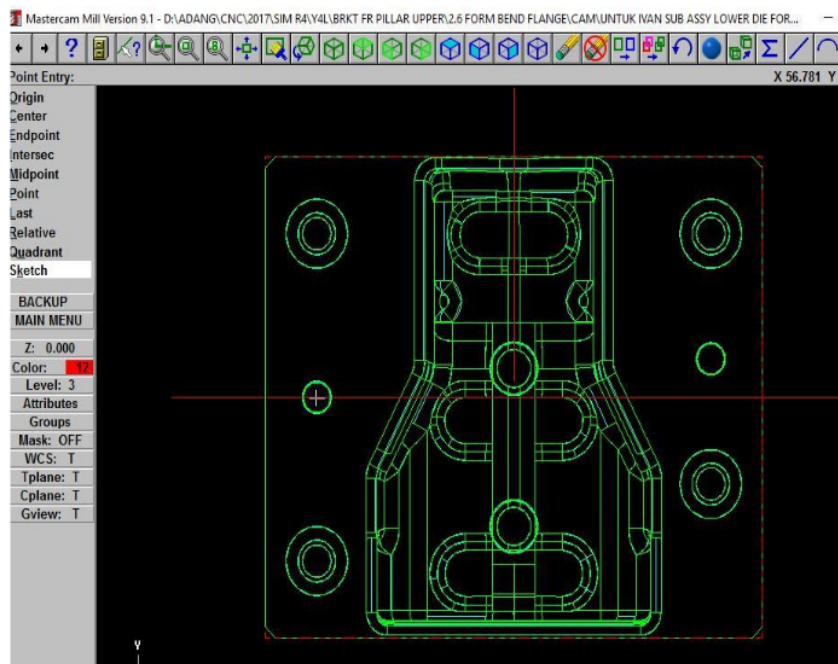 Mastercam Mill Version 9.1 - D:\ADANG\CNC\2017\SIM R4\Y4L\BRKT FR PILLAR UPPER\2.6 FORM BEND FLANGE\CAM\UNTUK IVAN SUB ASSY LOWER DIE FOR...
Point Entry:
X 56.781 Y
Origin
Center
Endpoint
Intersec
Midpoint
Point
Last
Relative
Quadrant
Sketch
BACKUP
MAIN MENU
Z: 0.000
Color: 12
Level: 3
Attributes
Groups
Mask: OFF
WCS: T
Tplane: T
Cplane: T
Gview: T
Y